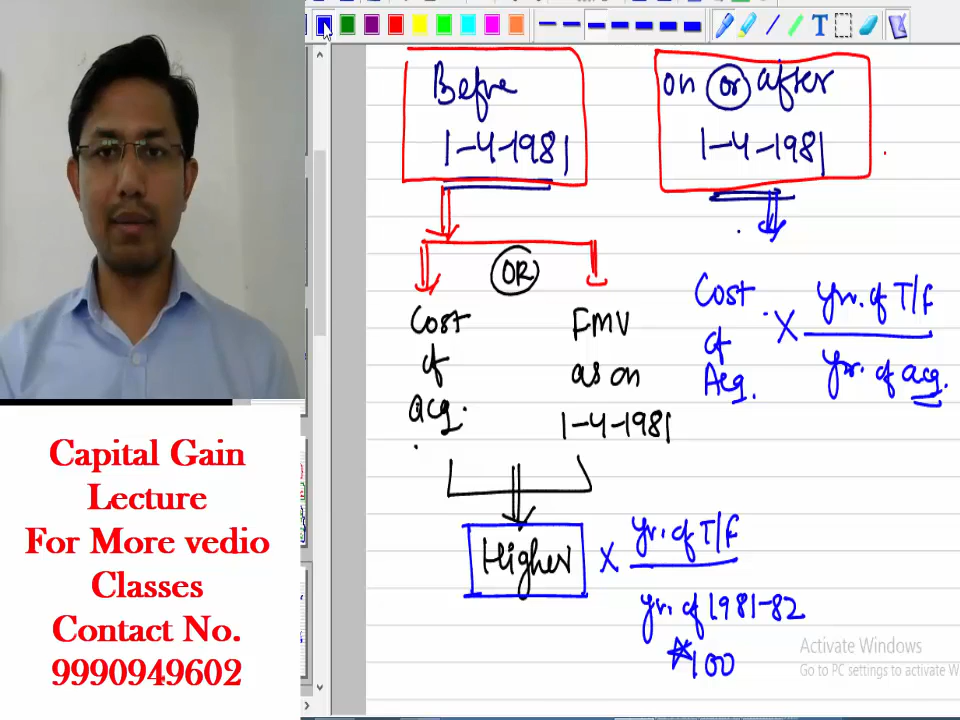 Befre
1-4-1981
on OR after
1-4-1981
OR
Cost
of
acq.
FMV
as on
1-4-1981
Cost
of
Acq.
X
Yr. of T/F
Yr. of acq.
Higher
X
Yr. of T/F
Yr. of 1981-82
*100
Capital Gain
Lecture
For More vedio
Classes
Contact No.
9990949602
Activate Windows
Go to PC settings to activate W
T